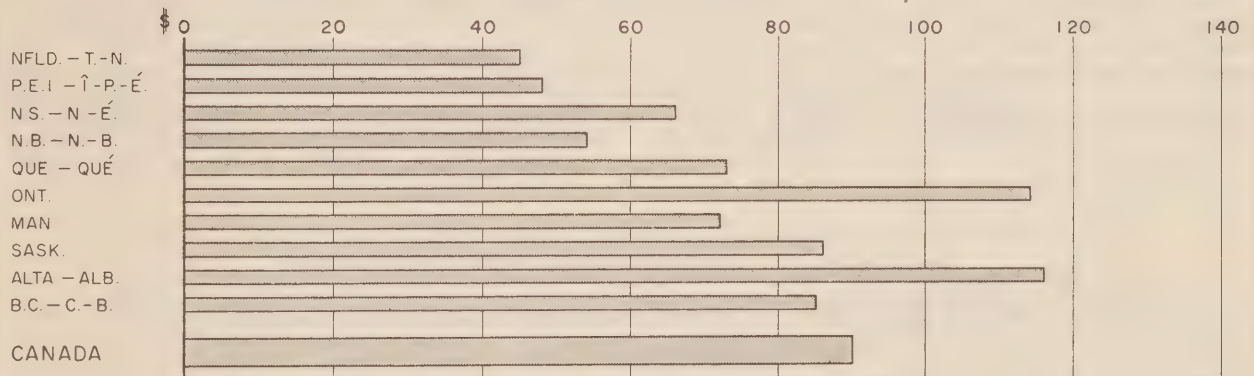 $ 0 20 40 60 80 100 120 140
NFLD. — T.-N.
P.E.I — Î-P.-É.
N S. — N -É.
N.B. — N.-B.
QUE — QUÉ
ONT.
MAN
SASK.
ALTA — ALB.
B.C. — C.-B.
CANADA